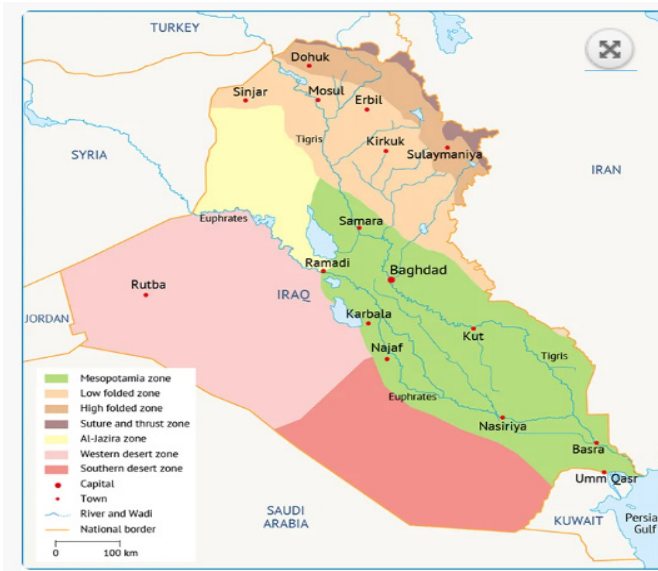 TURKEY
Dohuk
Sinjar
Mosul
Erbil
Tigris
Kirkuk
Sulaymaniya
SYRIA
IRAN
Euphrates
Samara
Ramadi
Baghdad
Rutba
IRAQ
JORDAN
Karbala
Kut
Najaf
Tigris
Euphrates
Nasiriya
Basra
Umm Qasr
SAUDI
ARABIA
KUWAIT
Persia
Gulf
Mesopotamia zone
Low folded zone
High folded zone
Suture and thrust zone
Al-Jazira zone
Western desert zone
Southern desert zone
Capital
Town
River and Wadi
National border
0 100 km